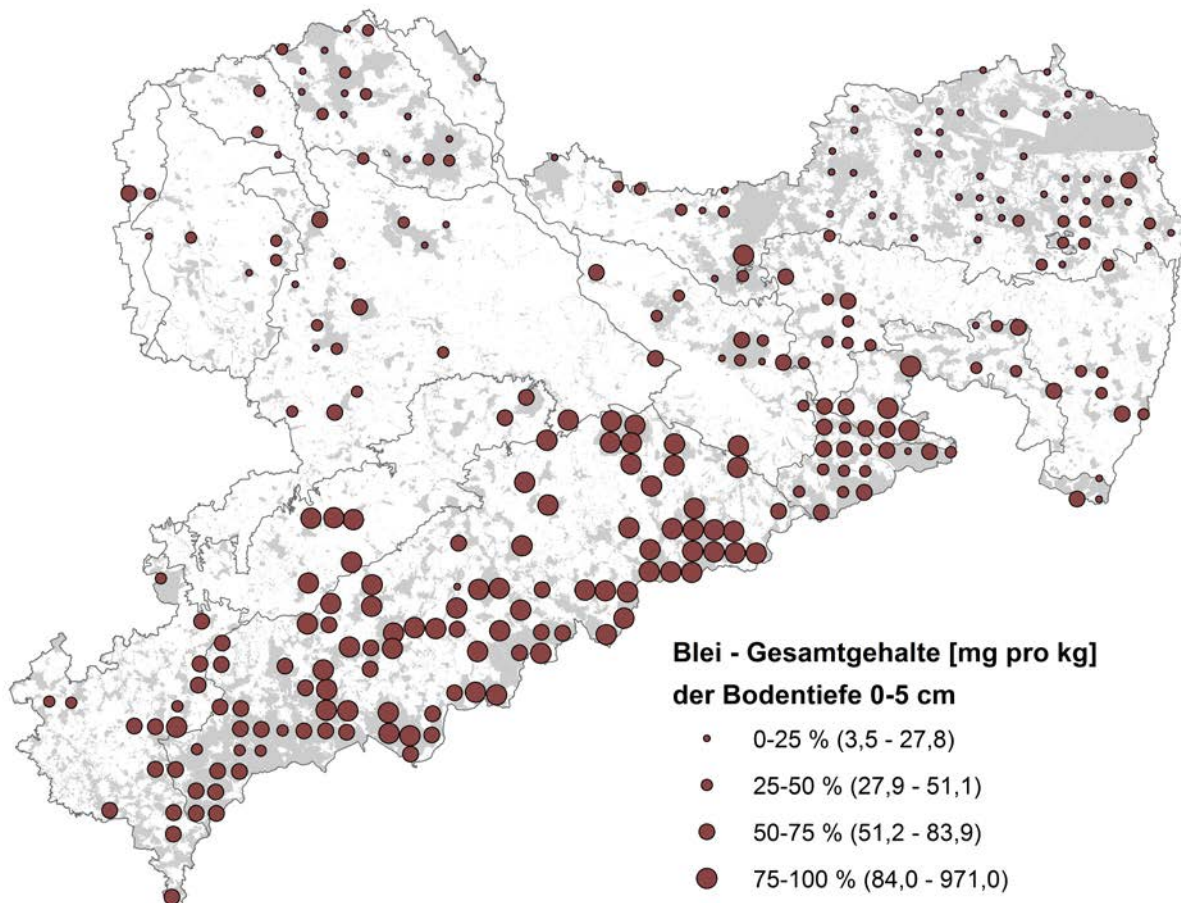 Blei - Gesamtgehalte [mg pro kg]
der Bodentiefe 0-5 cm
0-25 % (3,5 - 27,8)
25-50 % (27,9 - 51,1)
50-75 % (51,2 - 83,9)
75-100 % (84,0 - 971,0)